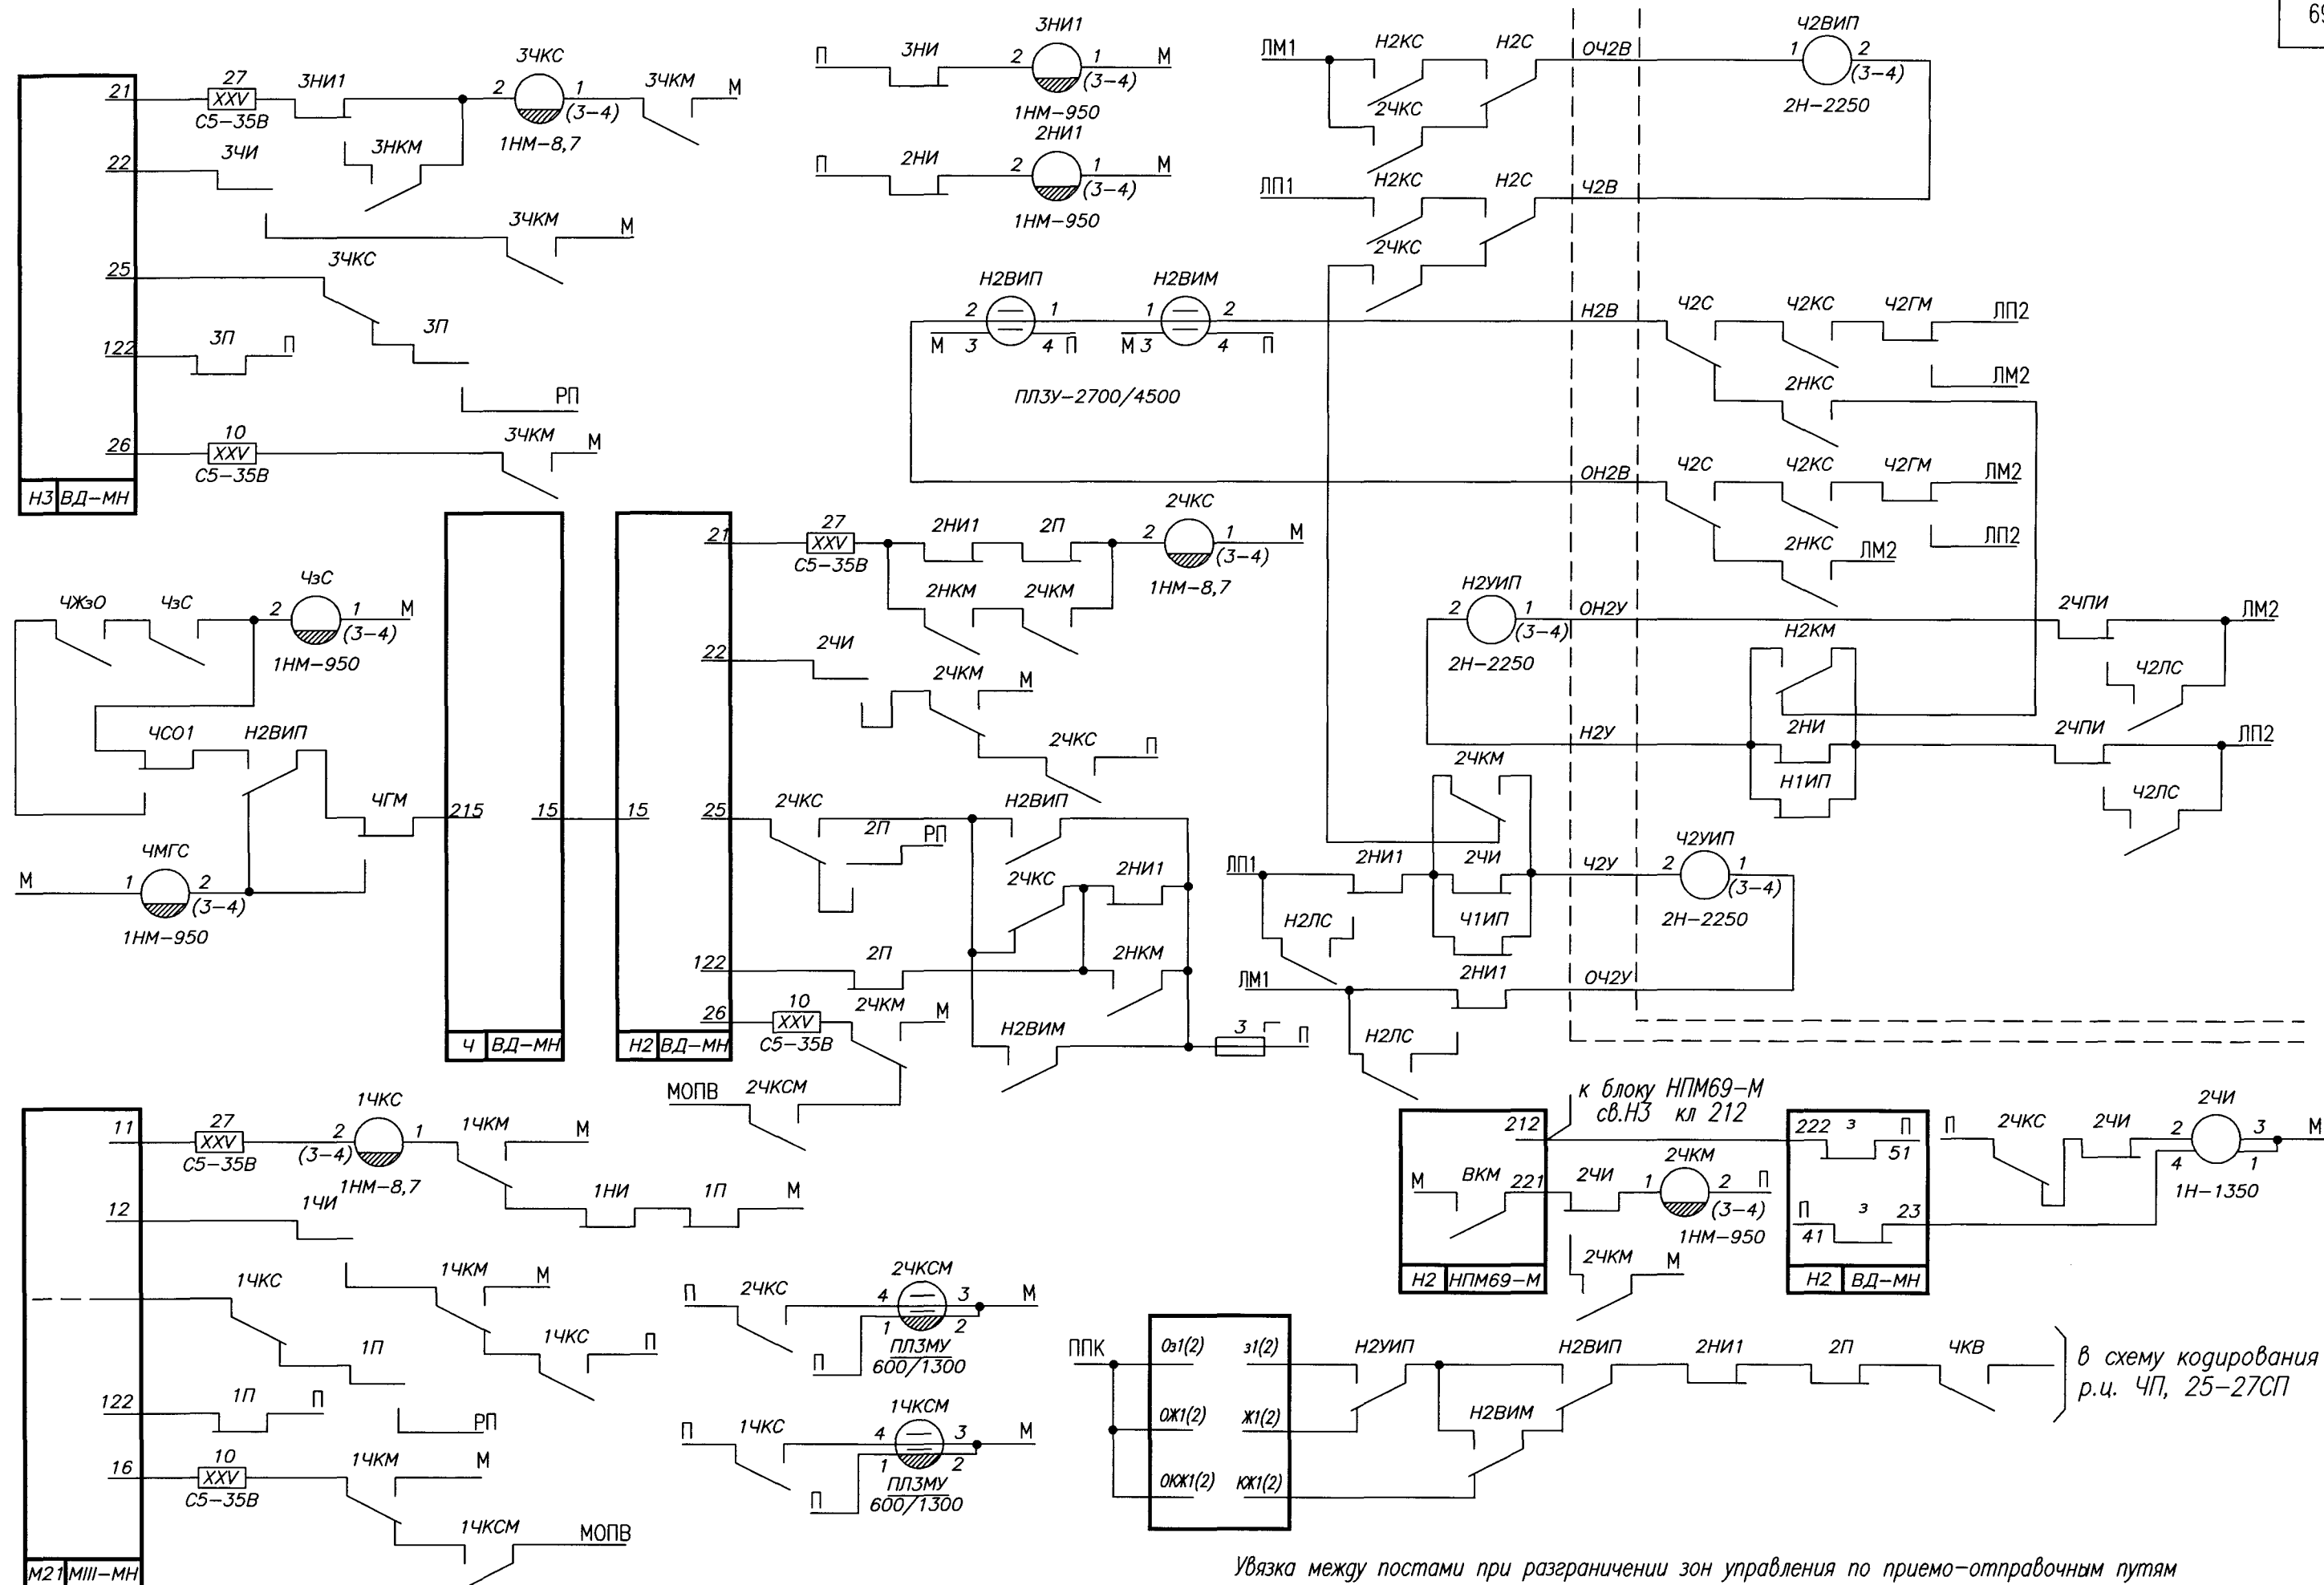 69
21
27
XXV
С5-35В
3НИ1
3ЧКС
2 1
(3-4)
1НМ-8,7
3ЧКМ
М
22
3ЧИ
3НКМ
3ЧКМ
М
25
3ЧКС
3П
РП
122
3П
П
26
10
XXV
С5-35В
3ЧКМ
М
Н3 ВД-МН
П
3НИ
3НИ1
2 1
(3-4)
М
1НМ-950
П
2НИ
2НИ1
2 1
(3-4)
М
1НМ-950
ЛМ1
Н2КС
Н2С
ОЧ2В
Ч2ВИП
1 2
(3-4)
2Н-2250
2ЧКС
ЛП1
Н2КС
Н2С
Ч2В
2ЧКС
Н2ВИП
2 1
М 3 4 П
Н2ВИМ
1 2
М 3 4 П
ПЛ3У-2700/4500
Н2В
Ч2С
Ч2КС
Ч2ГМ
ЛП2
ЛМ2
2НКС
ОН2В
Ч2С
Ч2КС
Ч2ГМ
ЛМ2
ЛП2
2НКС
ЛМ2
Н2УИП
2 1
(3-4)
2Н-2250
ОН2У
2ЧПИ
ЛМ2
Н2КМ
Ч2ЛС
Н2У
2НИ
Н1ИП
2ЧПИ
ЛП2
Ч2ЛС
ЧЖзО
ЧзС
ЧзС
2 1
(3-4)
М
1НМ-950
ЧСО1
Н2ВИП
ЧГМ
М
ЧМГС
1 2
(3-4)
1НМ-950
215
15
Ч ВД-МН
15
21
27
XXV
С5-35В
2НИ1
2П
2ЧКС
2 1
(3-4)
М
1НМ-8,7
2НКМ
2ЧКМ
22
2ЧИ
2ЧКМ
М
2ЧКС
П
25
2ЧКС
2П
РП
Н2ВИП
2ЧКС
2НИ1
122
2П
2НКМ
26
10
XXV
С5-35В
2ЧКМ
М
Н2ВИМ
3
П
Н2 ВД-МН
МОПВ
2ЧКСМ
2ЧКМ
ЛП1
2НИ1
2ЧИ
Ч2У
Ч2УИП
2 1
(3-4)
2Н-2250
Н2ЛС
Ч1ИП
ЛМ1
2НИ1
ОЧ2У
Н2ЛС
11
27
XXV
С5-35В
1ЧКС
2 1
(3-4)
1НМ-8,7
1ЧКМ
М
1НИ
1П
М
12
1ЧИ
1ЧКМ
М
1ЧКС
1ЧКС
П
1П
РП
122
1П
П
16
10
XXV
С5-35В
1ЧКМ
М
1ЧКСМ
МОПВ
М21 МIII-МН
П
2ЧКС
2ЧКСМ
4 3
1 2
М
П
ПЛ3МУ
600/1300
П
1ЧКС
1ЧКСМ
4 3
1 2
М
П
ПЛ3МУ
600/1300
к блоку НПМ69-М
св.Н3 кл 212
212
М
ВКМ
221
2ЧИ
2ЧКМ
1 2
(3-4)
П
1НМ-950
2ЧКМ
М
Н2 НПМ69-М
222 з П
51
П з 23
41
Н2 ВД-МН
П
2ЧКС
2ЧИ
2ЧИ
2 3
4 1
М
1Н-1350
ППК
Оз1(2) з1(2)
ОЖ1(2) Ж1(2)
ОКЖ1(2) КЖ1(2)
Н2УИП
Н2ВИП
2НИ1
2П
ЧКВ
Н2ВИМ
в схему кодирования
р.ц. ЧП, 25-27СП
Увязка между постами при разграничении зон управления по приемо-отправочным путям